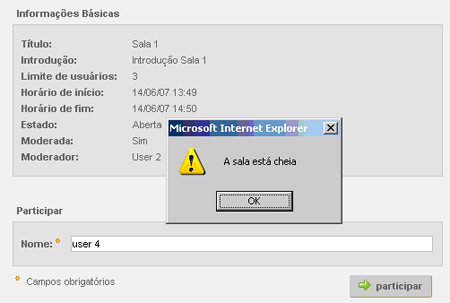 Informações Básicas
Título: Sala 1
Introdução: Introdução Sala 1
Limite de usuários: 3
Horário de início: 14/06/07 13:49
Horário de fim: 14/06/07 14:50
Estado: Aberta
Moderada: Sim
Moderador: User 2
Microsoft Internet Explorer
A sala está cheia
OK
Participar
Nome: * user 4
* Campos obrigatórios
participar